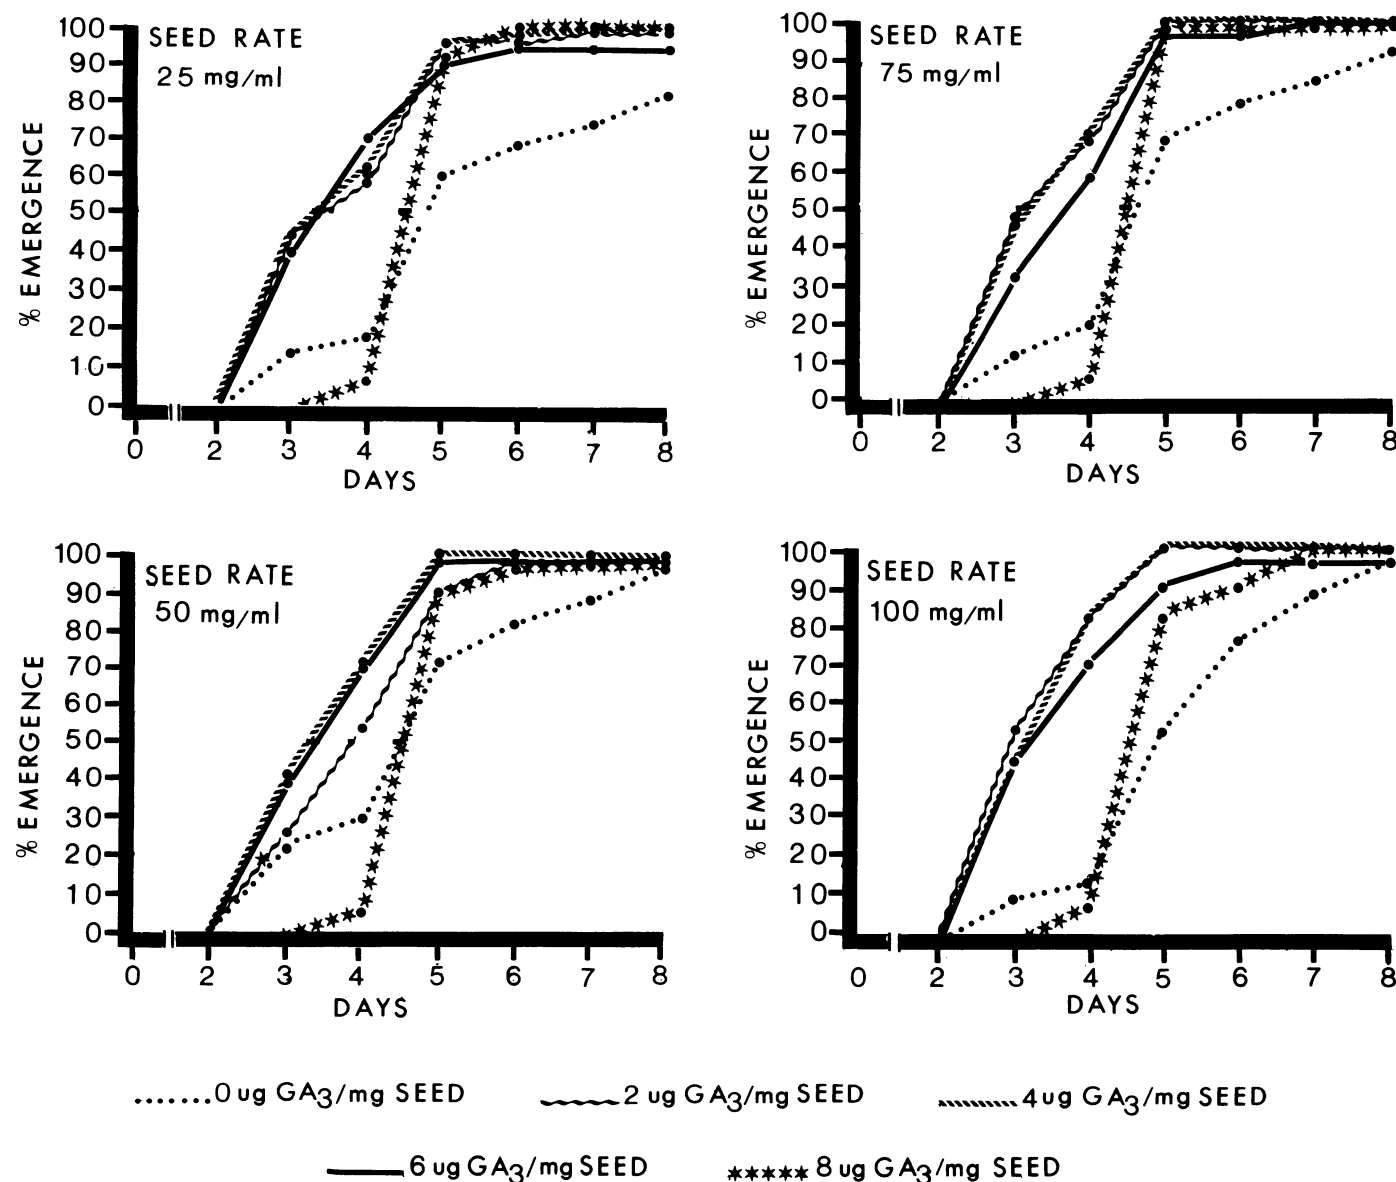 SEED RATE
25 mg/ml
% EMERGENCE
100
90
80
70
60
50
40
30
20
10
0
0 2 3 4 5 6 7 8
DAYS
SEED RATE
75 mg/ml
% EMERGENCE
100
90
80
70
60
50
40
30
20
10
0
0 2 3 4 5 6 7 8
DAYS
SEED RATE
50 mg/ml
% EMERGENCE
100
90
80
70
60
50
40
30
20
10
0
0 2 3 4 5 6 7 8
DAYS
SEED RATE
100 mg/ml
% EMERGENCE
100
90
80
70
60
50
40
30
20
10
0
0 2 3 4 5 6 7 8
DAYS
0 ug GA3/mg SEED
2 ug GA3/mg SEED
4 ug GA3/mg SEED
6 ug GA3/mg SEED
8 ug GA3/mg SEED